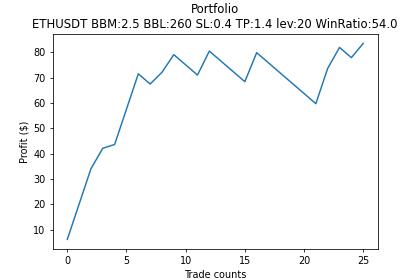 Portfolio
ETHUSDT BBM:2.5 BBL:260 SL:0.4 TP:1.4 lev:20 WinRatio:54.0
Profit ($)
80
70
60
50
40
30
20
10
0 5 10 15 20 25
Trade counts